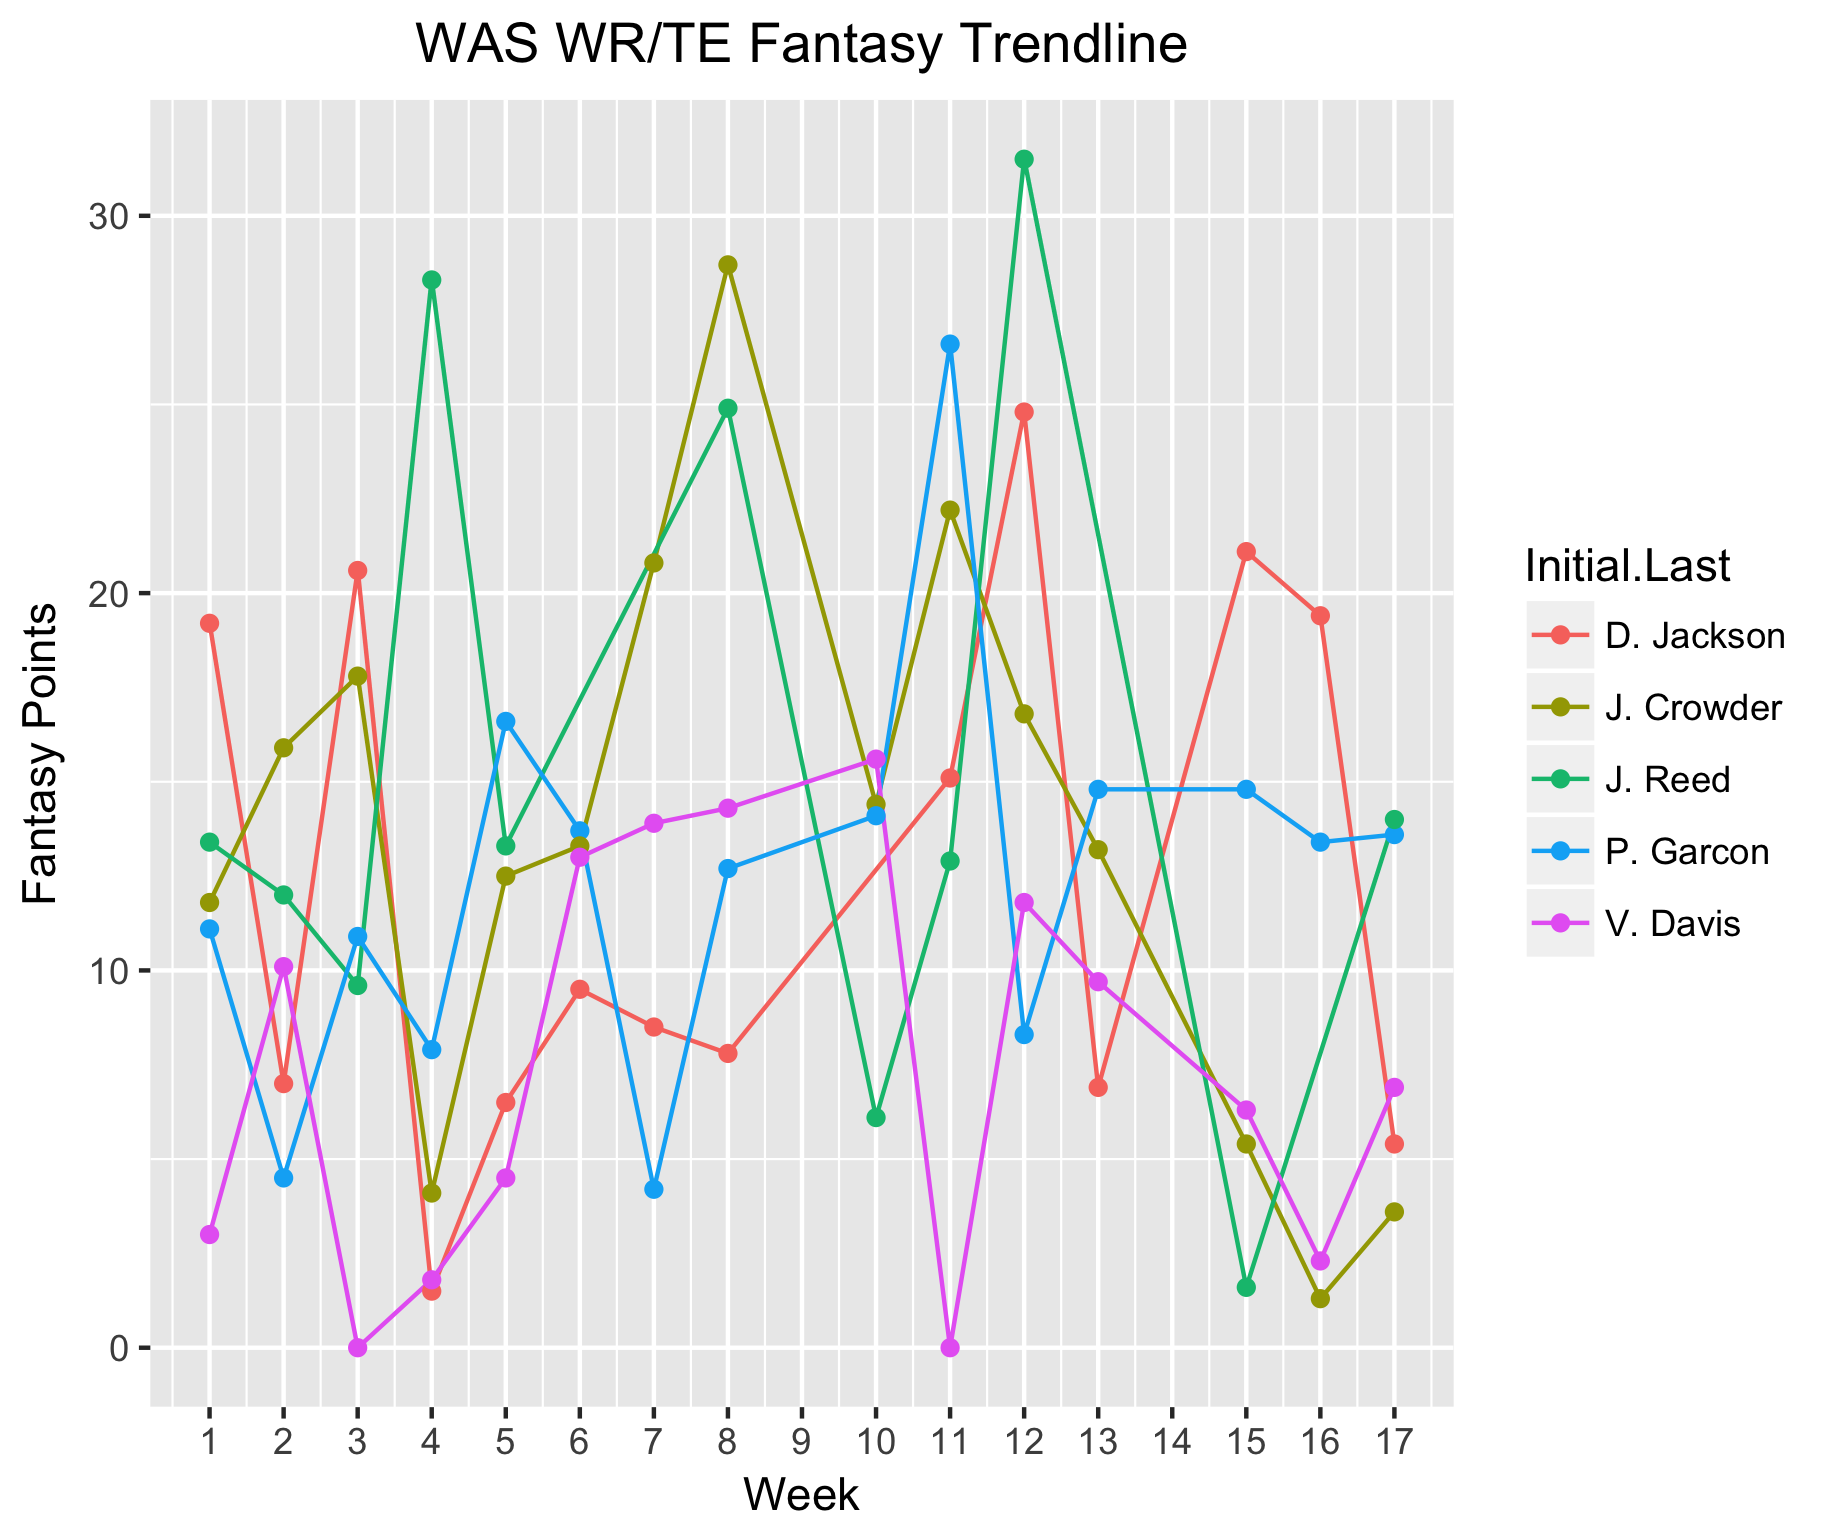 WAS WR/TE Fantasy Trendline
30
20
10
0
Fantasy Points
1 2 3 4 5 6 7 8 9 10 11 12 13 14 15 16 17
Week
Initial.Last
D. Jackson
J. Crowder
J. Reed
P. Garcon
V. Davis